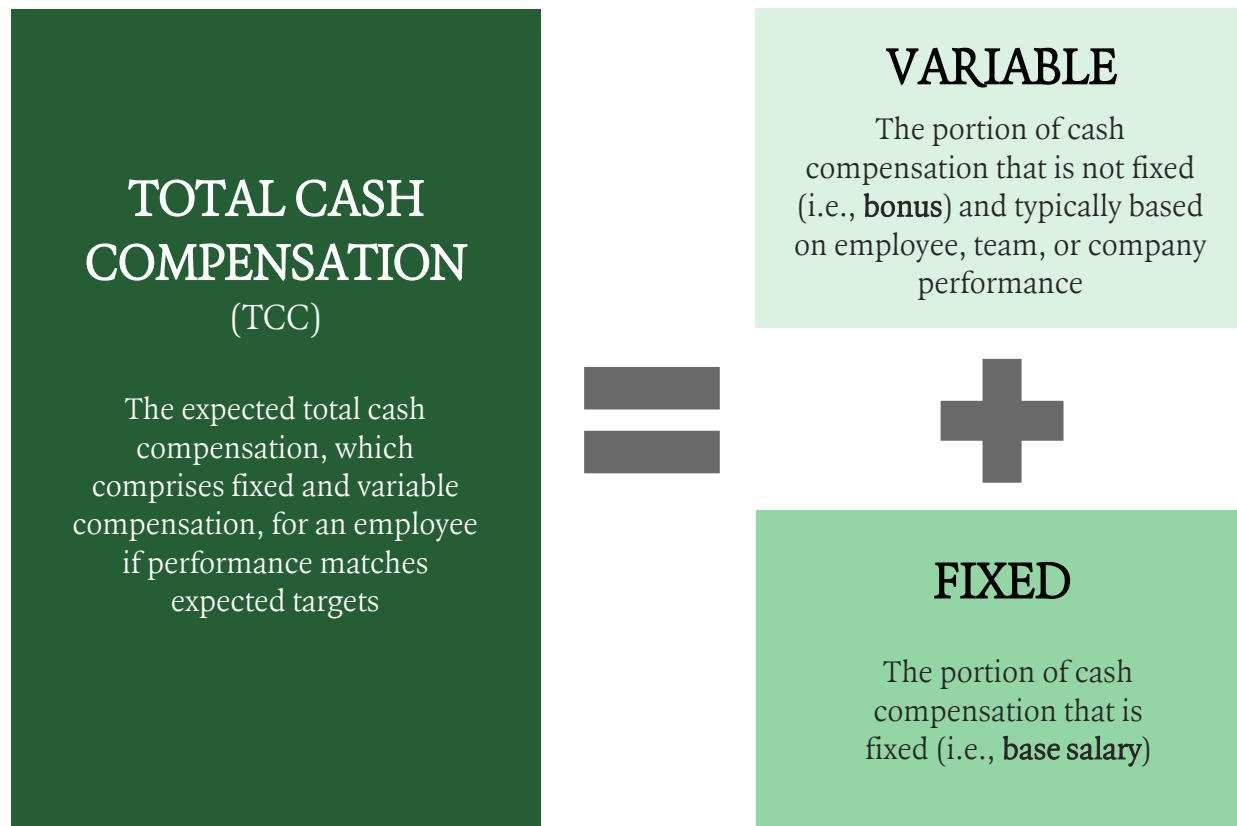 TOTAL CASH
COMPENSATION
(TCC)
The expected total cash
compensation, which
comprises fixed and variable
compensation, for an employee
if performance matches
expected targets
VARIABLE
The portion of cash
compensation that is not fixed
(i.e., bonus) and typically based
on employee, team, or company
performance
FIXED
The portion of cash
compensation that is
fixed (i.e., base salary)